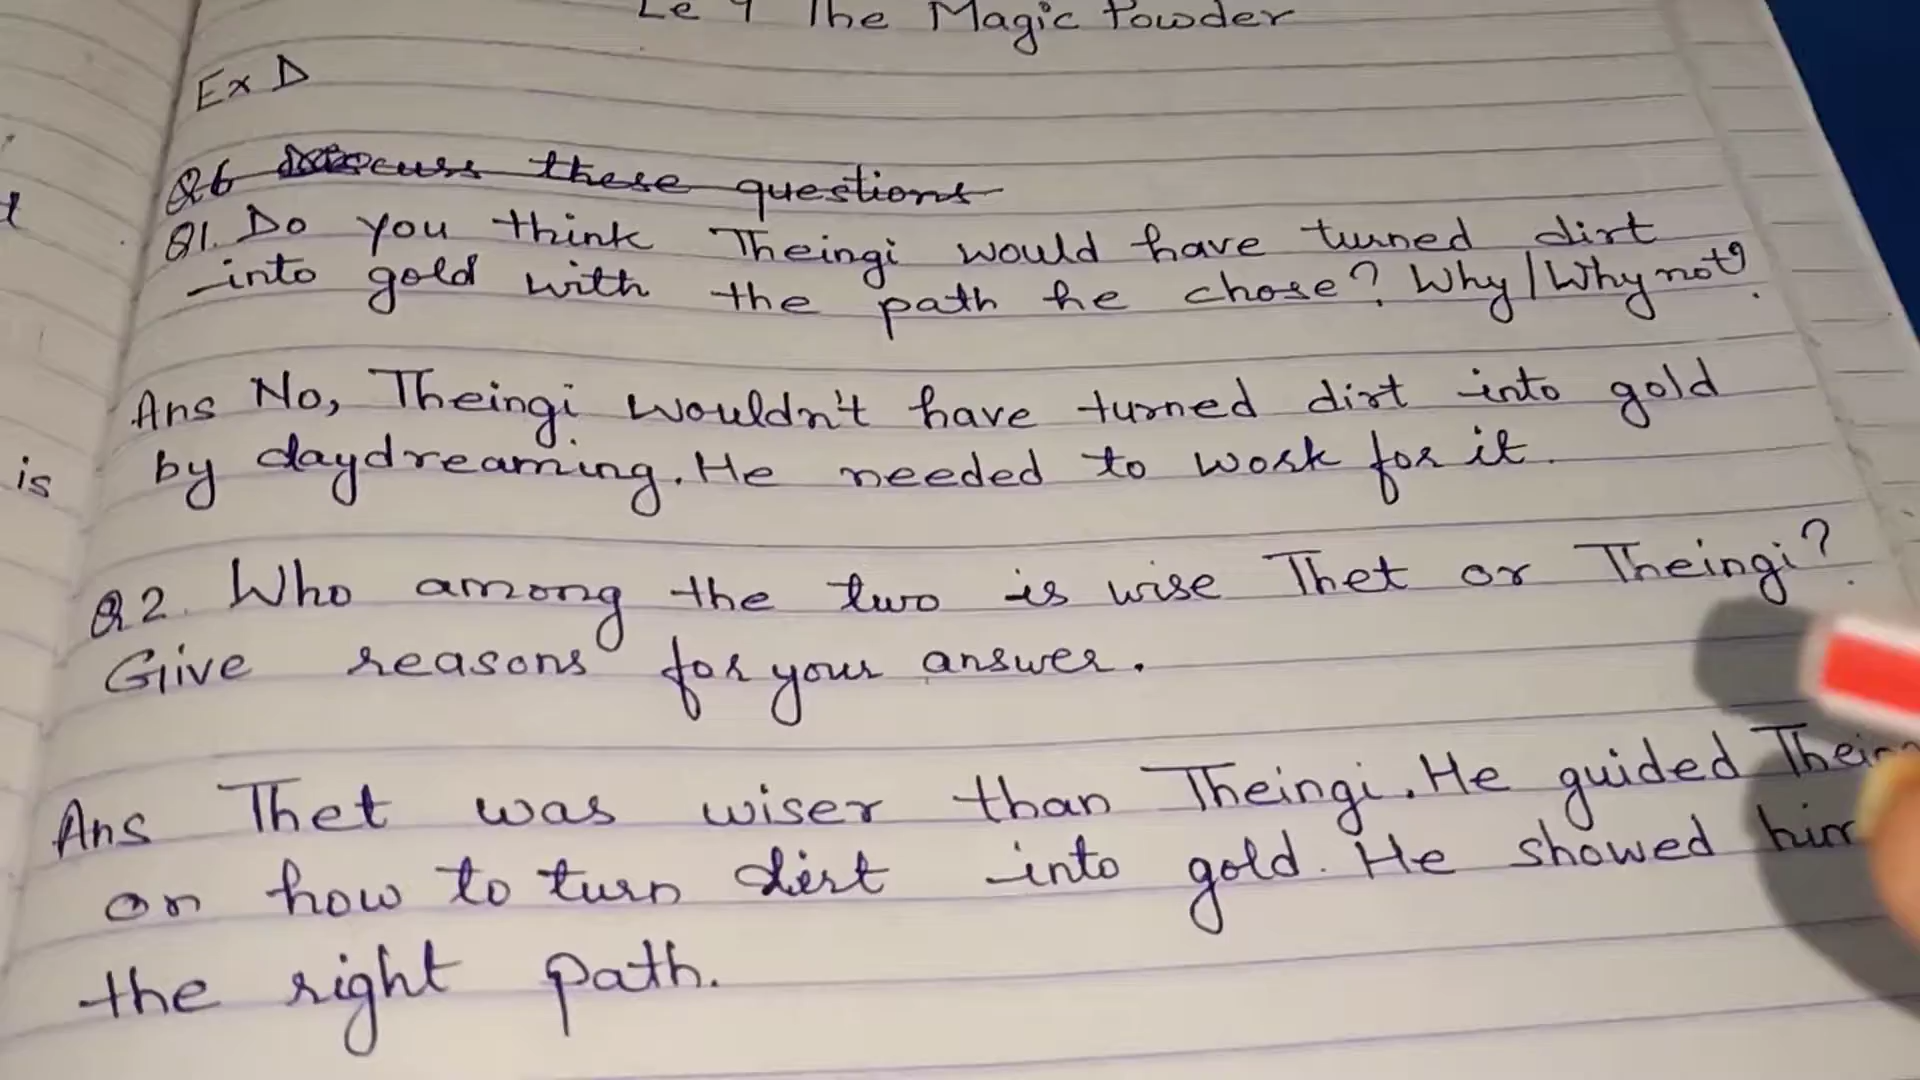 Le 9 The Magic Powder
Ex D
Q6 Discuss these questions
Q1. Do you think Theingi would have turned dirt
into gold with the path he chose? Why/Why not?
Ans No, Theingi wouldn't have turned dirt into gold
by daydreaming. He needed to work for it.
is
Q2. Who among the two is wise Thet or Theingi?
Give reasons for your answer.
Ans Thet was wiser than Theingi. He guided
on how to turn dirt into gold. He showed him
the right path.